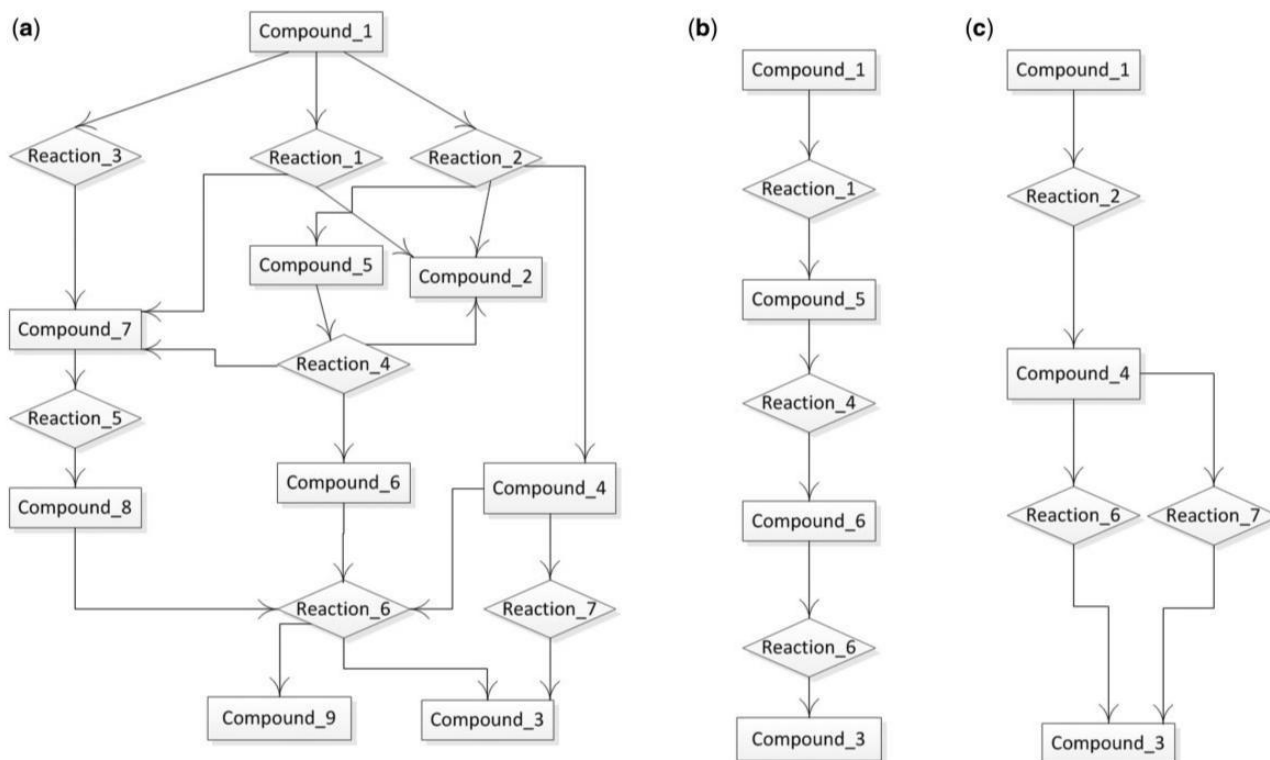 (a)
Compound_1
Reaction_3
Reaction_1
Reaction_2
Compound_5
Compound_2
Compound_7
Reaction_4
Reaction_5
Compound_6
Compound_4
Compound_8
Reaction_6
Reaction_7
Compound_9
Compound_3
(b)
Compound_1
Reaction_1
Compound_5
Reaction_4
Compound_6
Reaction_6
Compound_3
(c)
Compound_1
Reaction_2
Compound_4
Reaction_6
Reaction_7
Compound_3